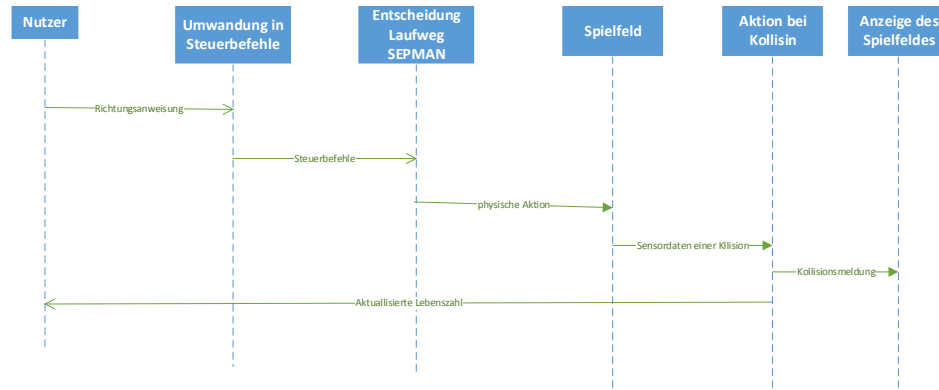 Nutzer
Umwandung in
Steuerbefehle
Entscheidung
Laufweg
SEPMAN
Spielfeld
Aktion bei
Kollisin
Anzeige des
Spielfeldes
Richtungsanweisung
Steuerbefehle
physische Aktion
Sensordaten einer Kllision
Kollisionsmeldung
Aktuallisierte Lebenszahl